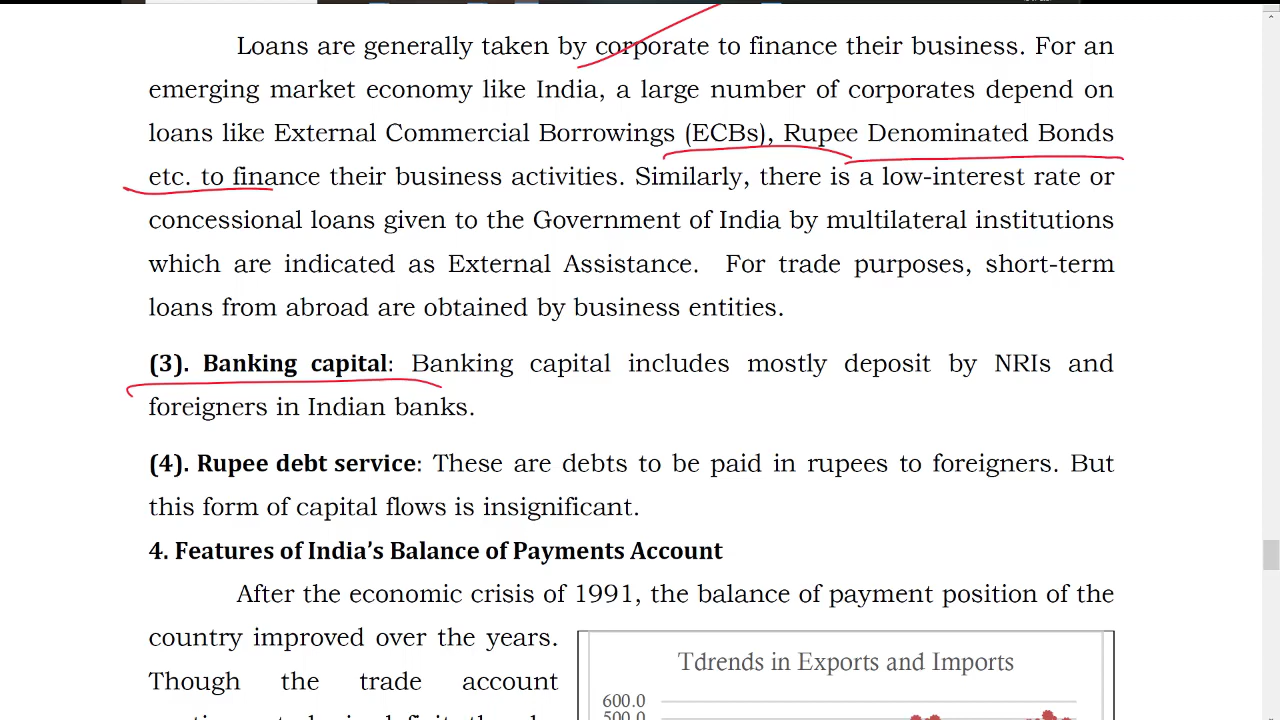 Loans are generally taken by corporate to finance their business. For an
emerging market economy like India, a large number of corporates depend on
loans like External Commercial Borrowings (ECBs), Rupee Denominated Bonds
etc. to finance their business activities. Similarly, there is a low-interest rate or
concessional loans given to the Government of India by multilateral institutions
which are indicated as External Assistance. For trade purposes, short-term
loans from abroad are obtained by business entities.
(3). Banking capital: Banking capital includes mostly deposit by NRIs and
foreigners in Indian banks.
(4). Rupee debt service: These are debts to be paid in rupees to foreigners. But
this form of capital flows is insignificant.
4. Features of India's Balance of Payments Account
After the economic crisis of 1991, the balance of payment position of the
country improved over the years.
Though the trade account
Tdrends in Exports and Imports
600.0
500.0